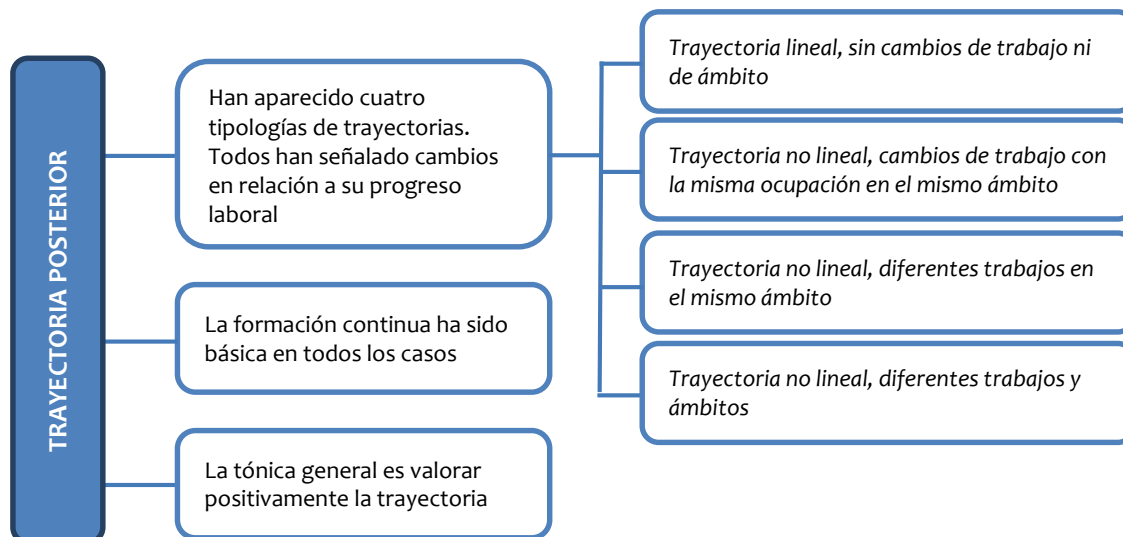 TRAYECTORIA POSTERIOR
Han aparecido cuatro
tipologías de trayectorias.
Todos han señalado cambios
en relación a su progreso
laboral
Trayectoria lineal, sin cambios de trabajo ni
de ámbito
Trayectoria no lineal, cambios de trabajo con
la misma ocupación en el mismo ámbito
Trayectoria no lineal, diferentes trabajos en
el mismo ámbito
Trayectoria no lineal, diferentes trabajos y
ámbitos
La formación continua ha sido
básica en todos los casos
La tónica general es valorar
positivamente la trayectoria